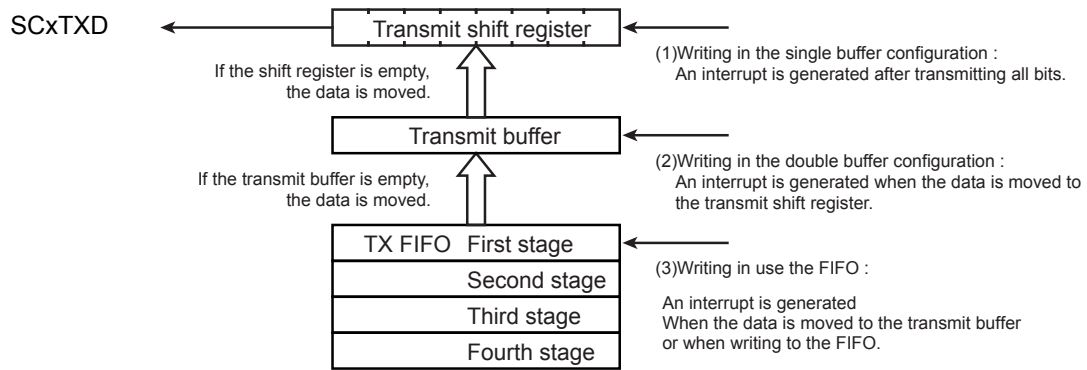 SCxTXD
Transmit shift register
(1)Writing in the single buffer configuration :
An interrupt is generated after transmitting all bits.
If the shift register is empty,
the data is moved.
Transmit buffer
(2)Writing in the double buffer configuration :
An interrupt is generated when the data is moved to
the transmit shift register.
If the transmit buffer is empty,
the data is moved.
TX FIFO First stage
Second stage
Third stage
Fourth stage
(3)Writing in use the FIFO :
An interrupt is generated
When the data is moved to the transmit buffer
or when writing to the FIFO.